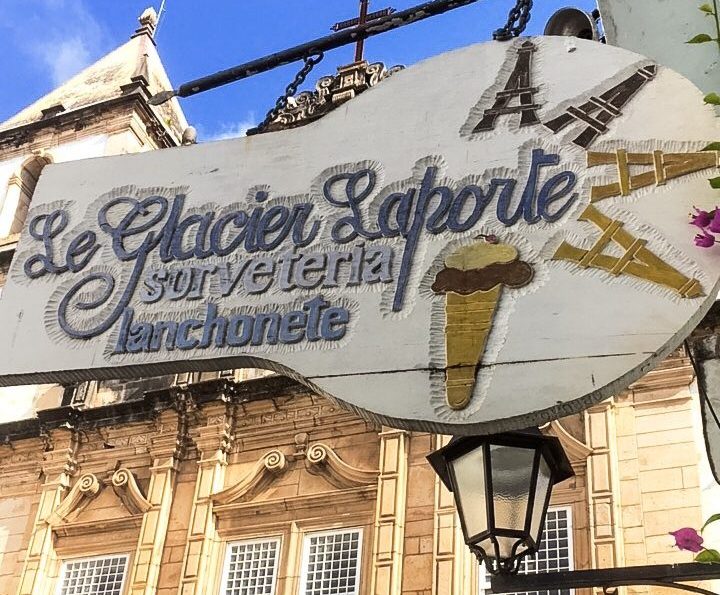 Le Glacier Laporte
sorveteria
lanchonete